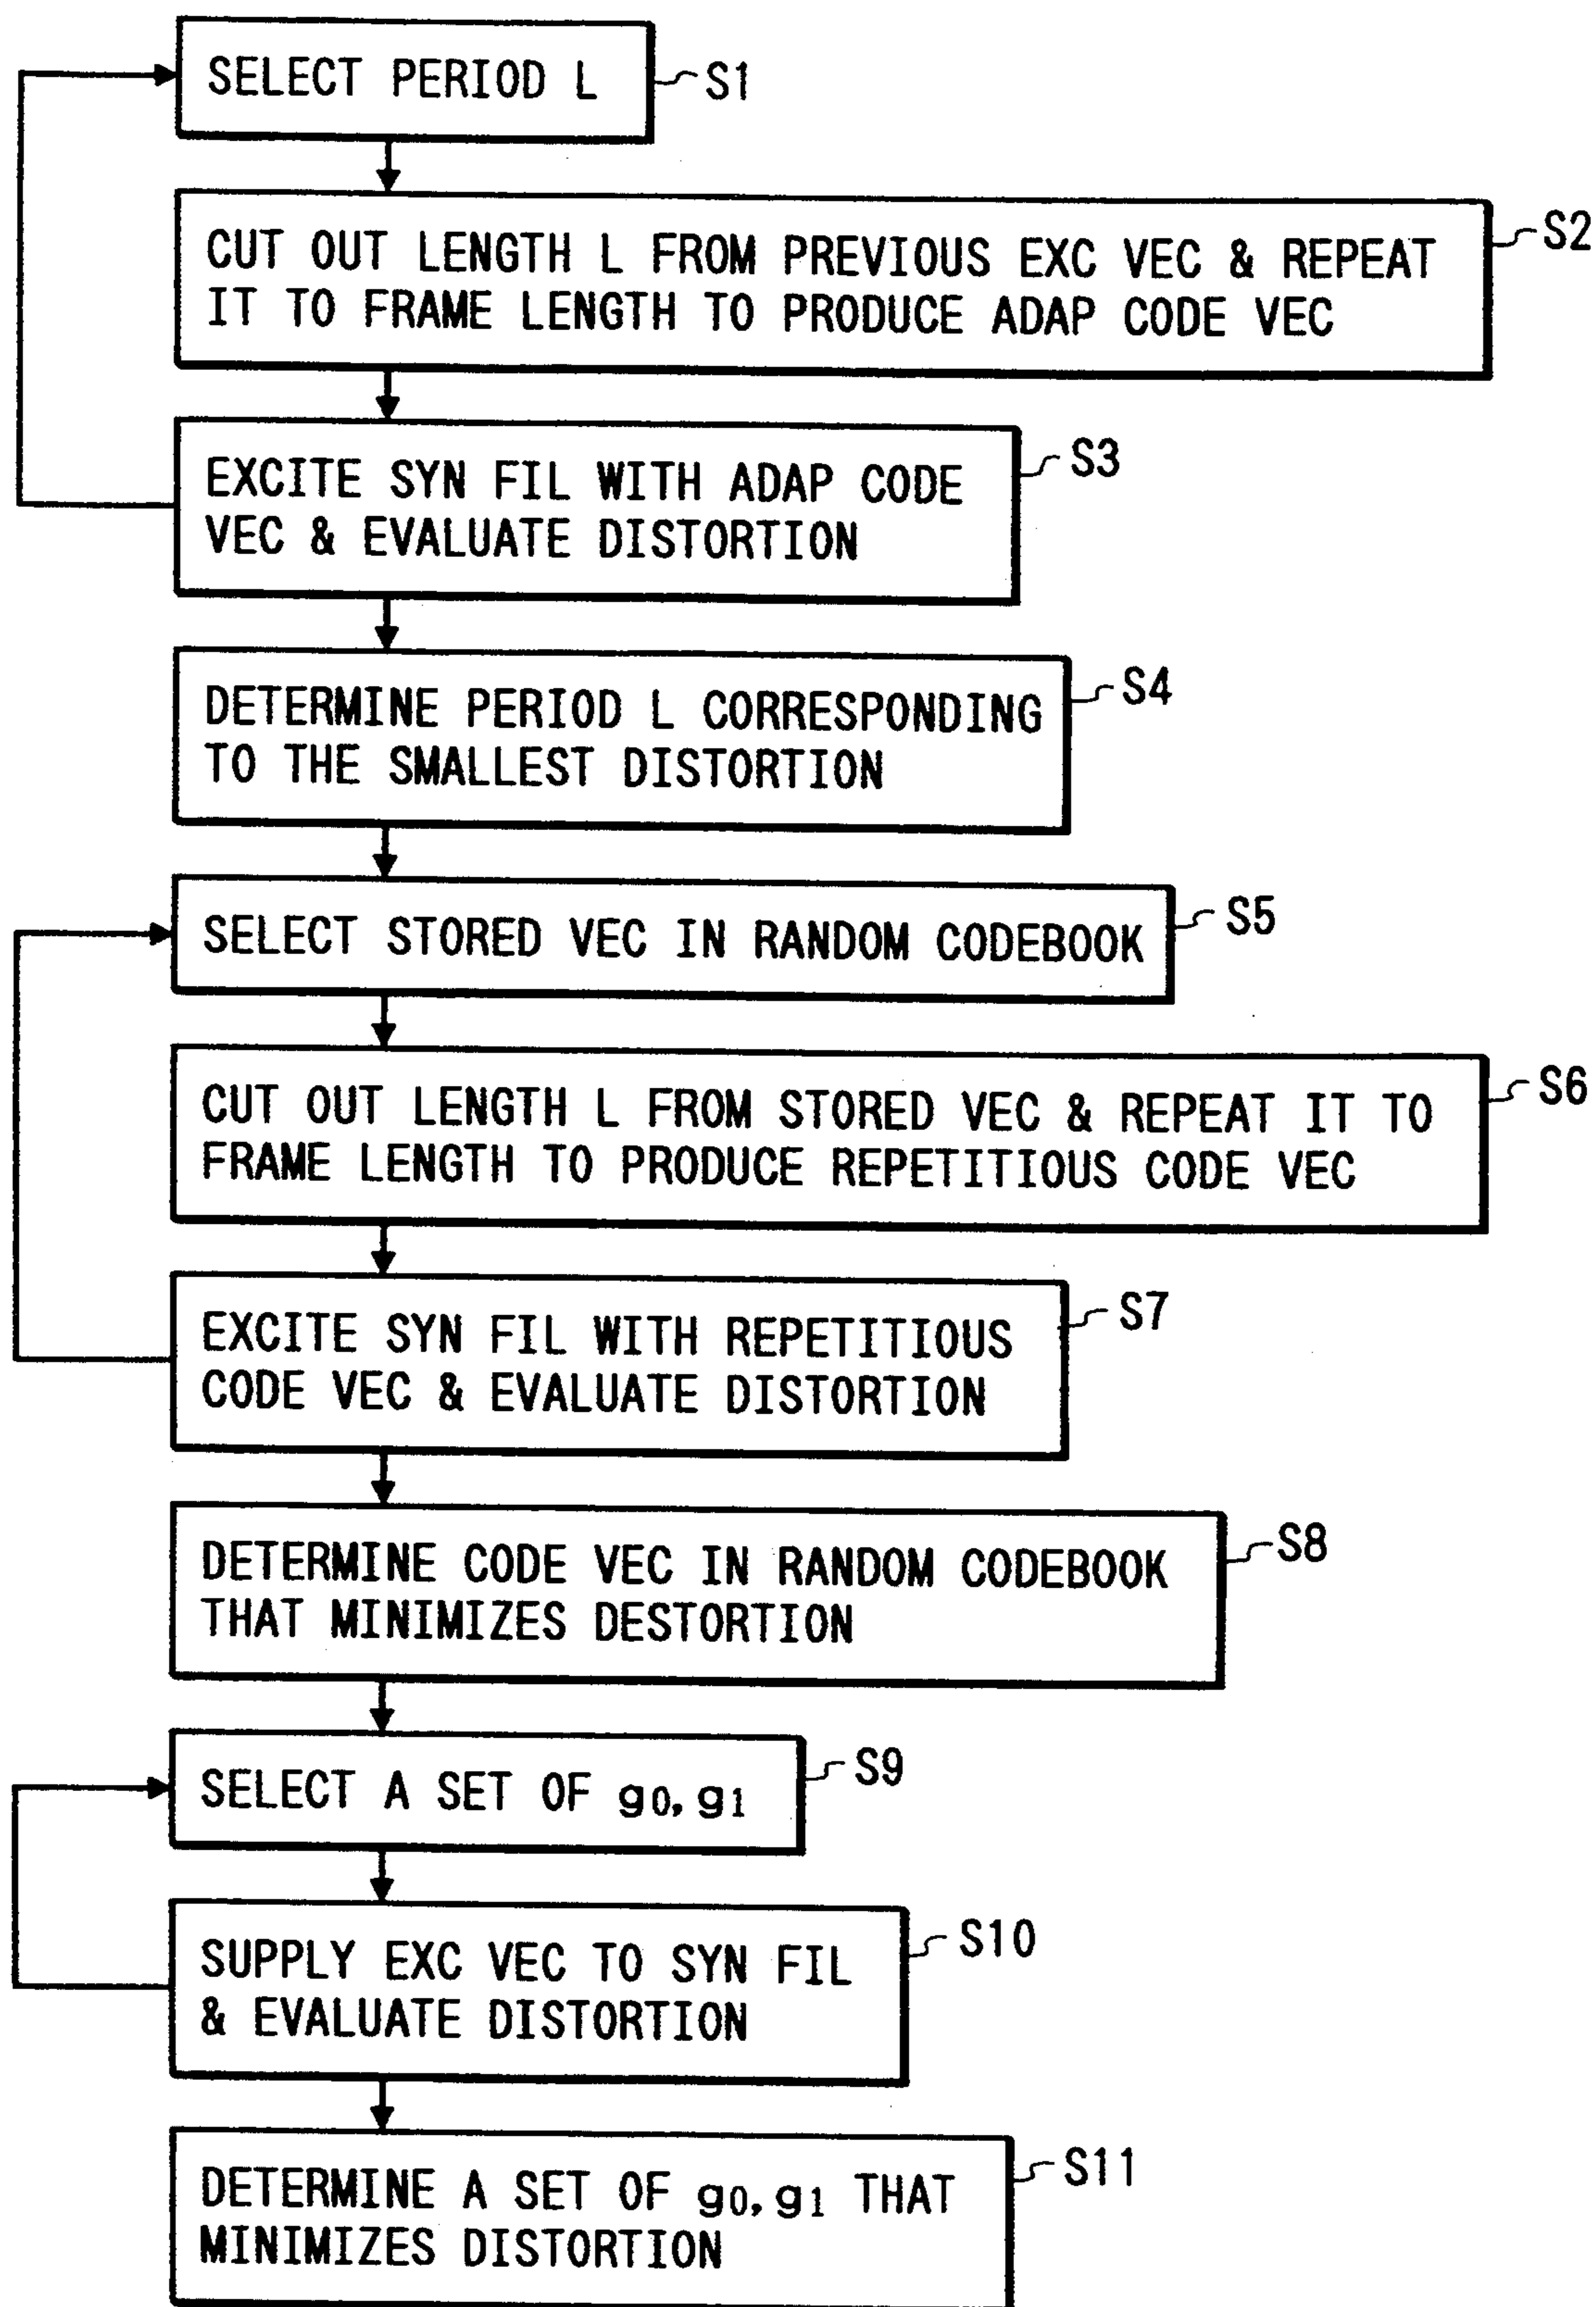 SELECT PERIOD L
S1
CUT OUT LENGTH L FROM PREVIOUS EXC VEC & REPEAT
IT TO FRAME LENGTH TO PRODUCE ADAP CODE VEC
S2
EXCITE SYN FIL WITH ADAP CODE
VEC & EVALUATE DISTORTION
S3
DETERMINE PERIOD L CORRESPONDING
TO THE SMALLEST DISTORTION
S4
SELECT STORED VEC IN RANDOM CODEBOOK
S5
CUT OUT LENGTH L FROM STORED VEC & REPEAT IT TO
FRAME LENGTH TO PRODUCE REPETITIOUS CODE VEC
S6
EXCITE SYN FIL WITH REPETITIOUS
CODE VEC & EVALUATE DISTORTION
S7
DETERMINE CODE VEC IN RANDOM CODEBOOK
THAT MINIMIZES DESTORTION
S8
SELECT A SET OF g0, g1
S9
SUPPLY EXC VEC TO SYN FIL
& EVALUATE DISTORTION
S10
DETERMINE A SET OF g0, g1 THAT
MINIMIZES DISTORTION
S11